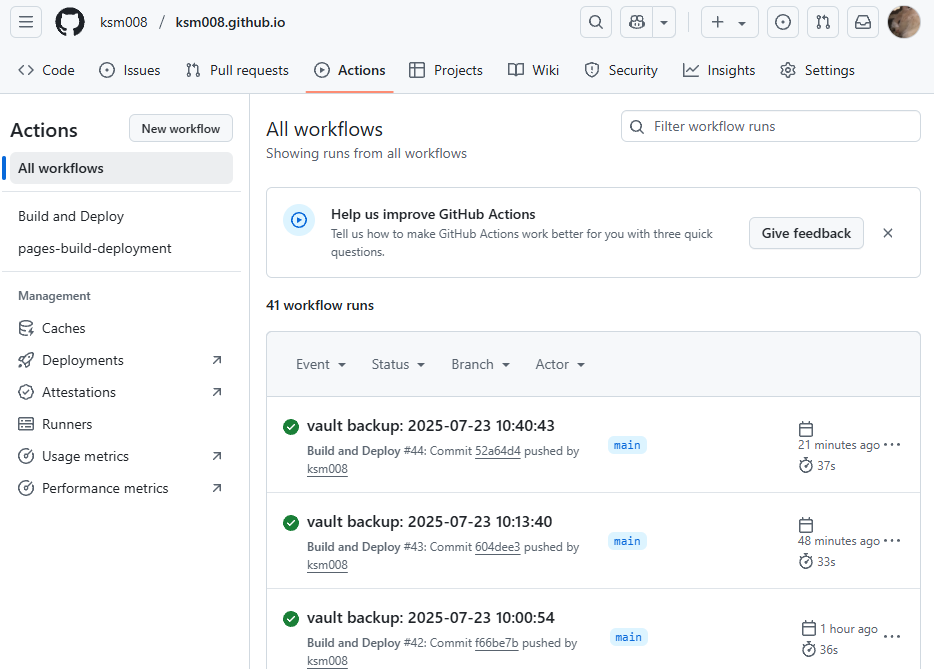 ksm008 / ksm008.github.io
Code Issues Pull requests Actions Projects Wiki Security Insights Settings
Actions
New workflow
All workflows
Build and Deploy
pages-build-deployment
Management
Caches
Deployments
Attestations
Runners
Usage metrics
Performance metrics
All workflows
Showing runs from all workflows
Filter workflow runs
Help us improve GitHub Actions
Tell us how to make GitHub Actions work better for you with three quick
questions.
Give feedback
41 workflow runs
Event Status Branch Actor
vault backup: 2025-07-23 10:40:43
Build and Deploy #44: Commit 52a64d4 pushed by
ksm008
main
21 minutes ago
37s
vault backup: 2025-07-23 10:13:40
Build and Deploy #43: Commit 604dee3 pushed by
ksm008
main
48 minutes ago
33s
vault backup: 2025-07-23 10:00:54
Build and Deploy #42: Commit f66be7b pushed by
ksm008
main
1 hour ago
36s